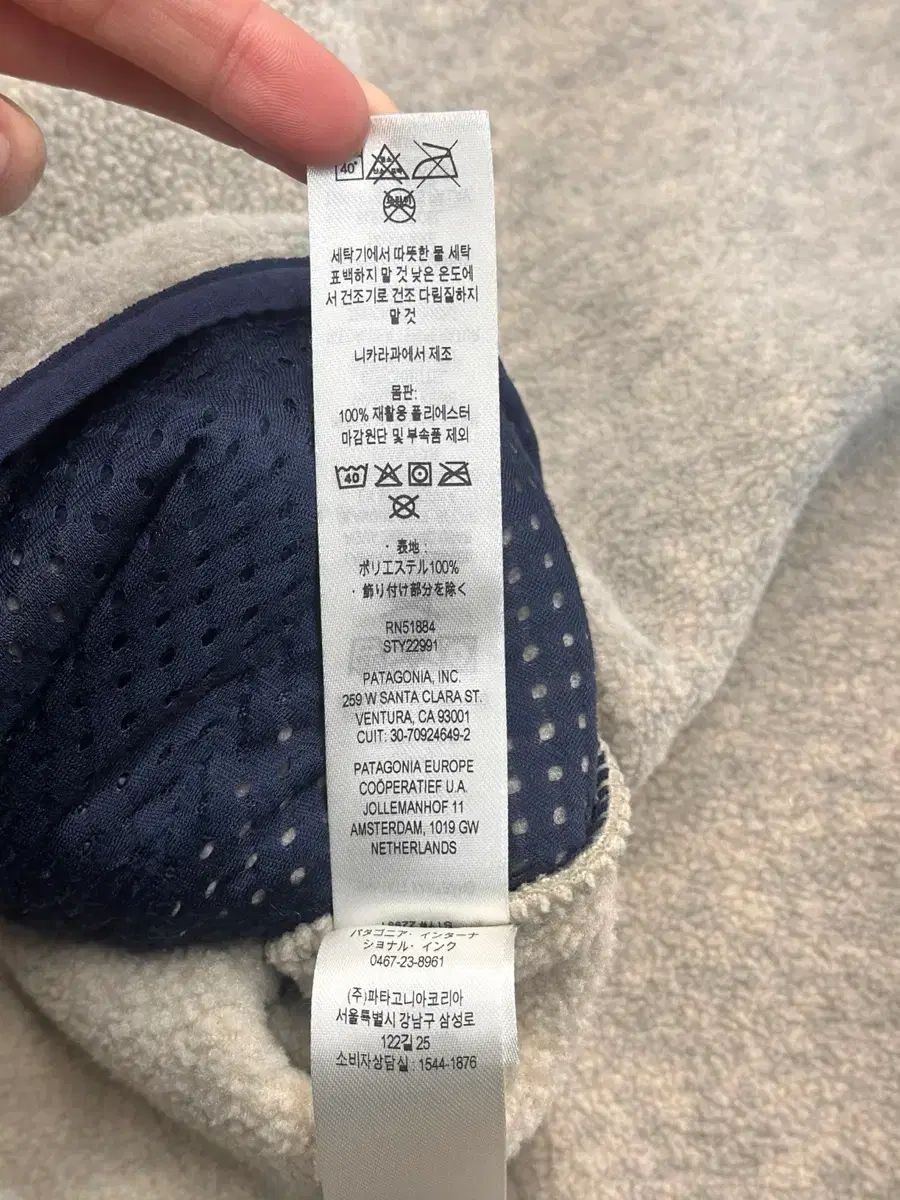 40°
세탁기에서 따뜻한 물 세탁
표백하지 말 것 낮은 온도에
서 건조기로 건조 다림질하지
말 것
니카라과에서 제조
몸판:
100% 재활용 폴리에스터
마감원단 및 부속품 제외
40
・表地:
ポリエステル100%
・飾り付け部分を除く
RN51884
STY22991
PATAGONIA, INC.
259 W SANTA CLARA ST.
VENTURA, CA 93001
CUIT: 30-70924649-2
PATAGONIA EUROPE
COÖPERATIEF U.A.
JOLLEMANHOF 11
AMSTERDAM, 1019 GW
NETHERLANDS
パタゴニア・インターナ
ショナル・インク
0467-23-8961
(주)파타고니아코리아
서울특별시 강남구 삼성로
122길 25
소비자상담실 : 1544-1876